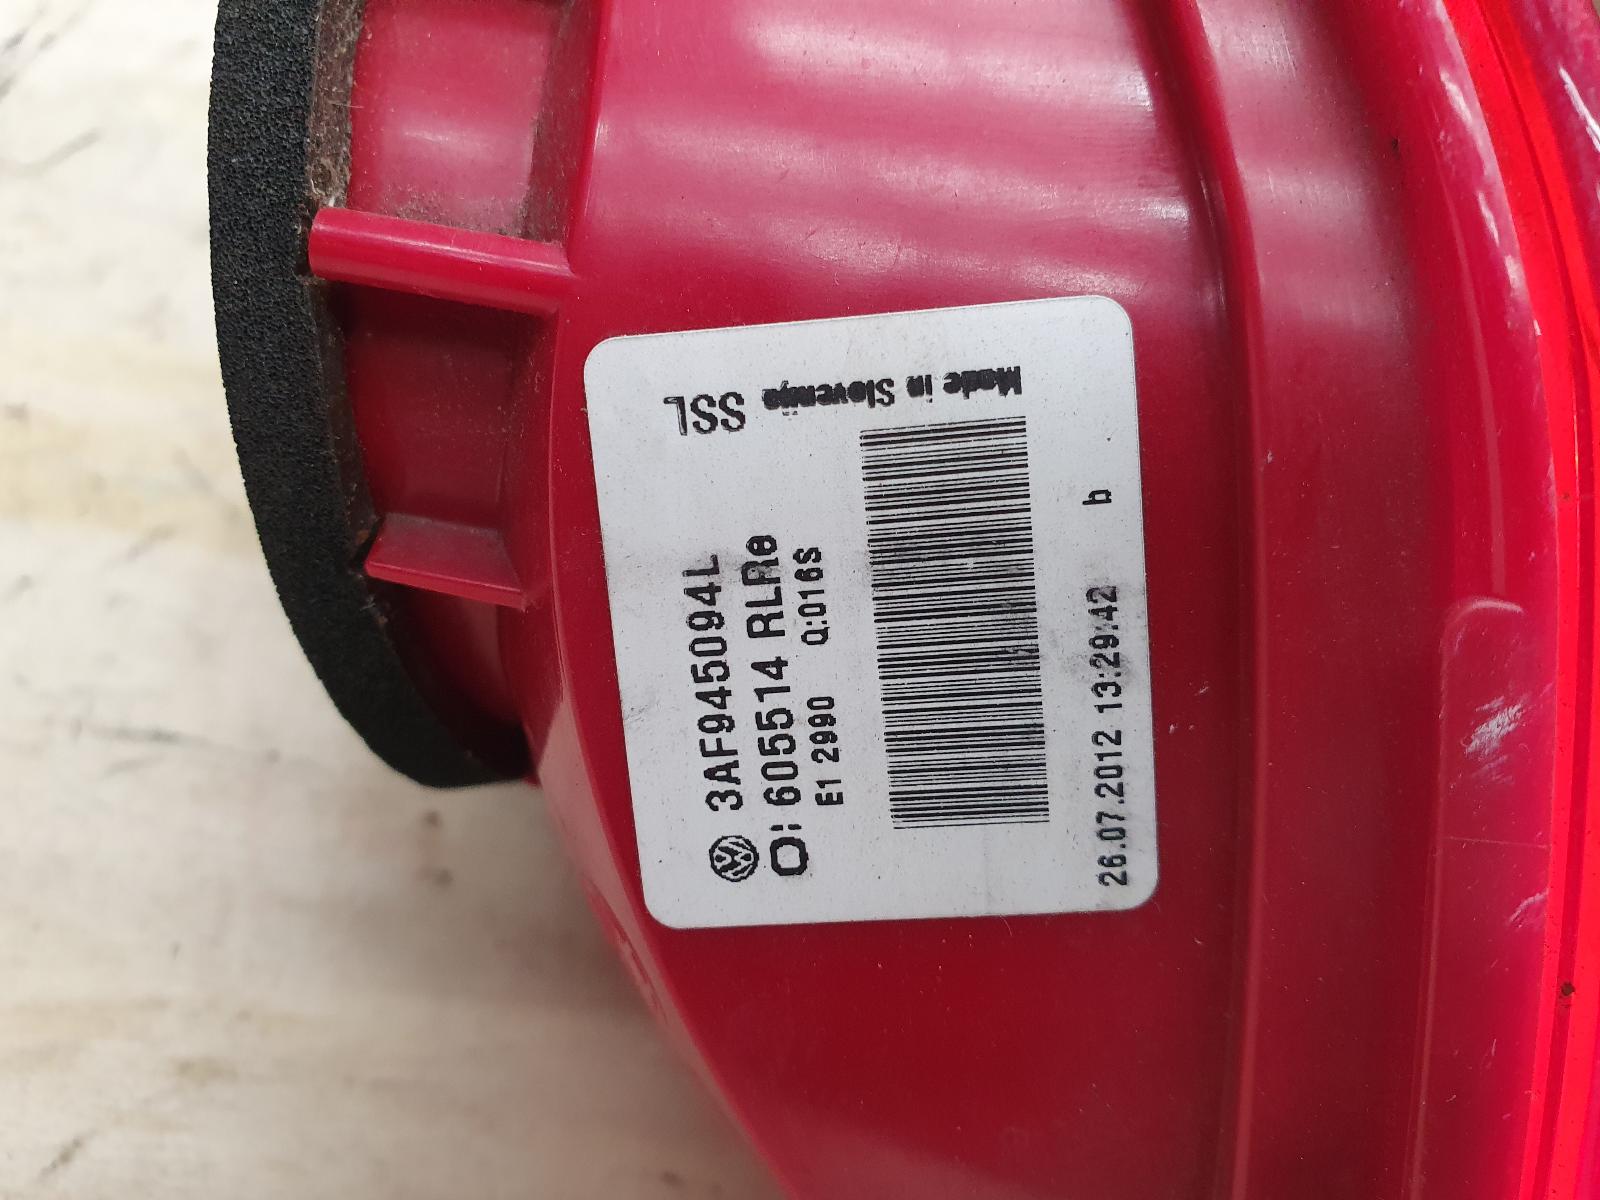 3AF945094L
O: 605514 RLRe
E1 2990 Q:016S
26.07.2012 13:29:42 b
SSL
Made in Slovenija